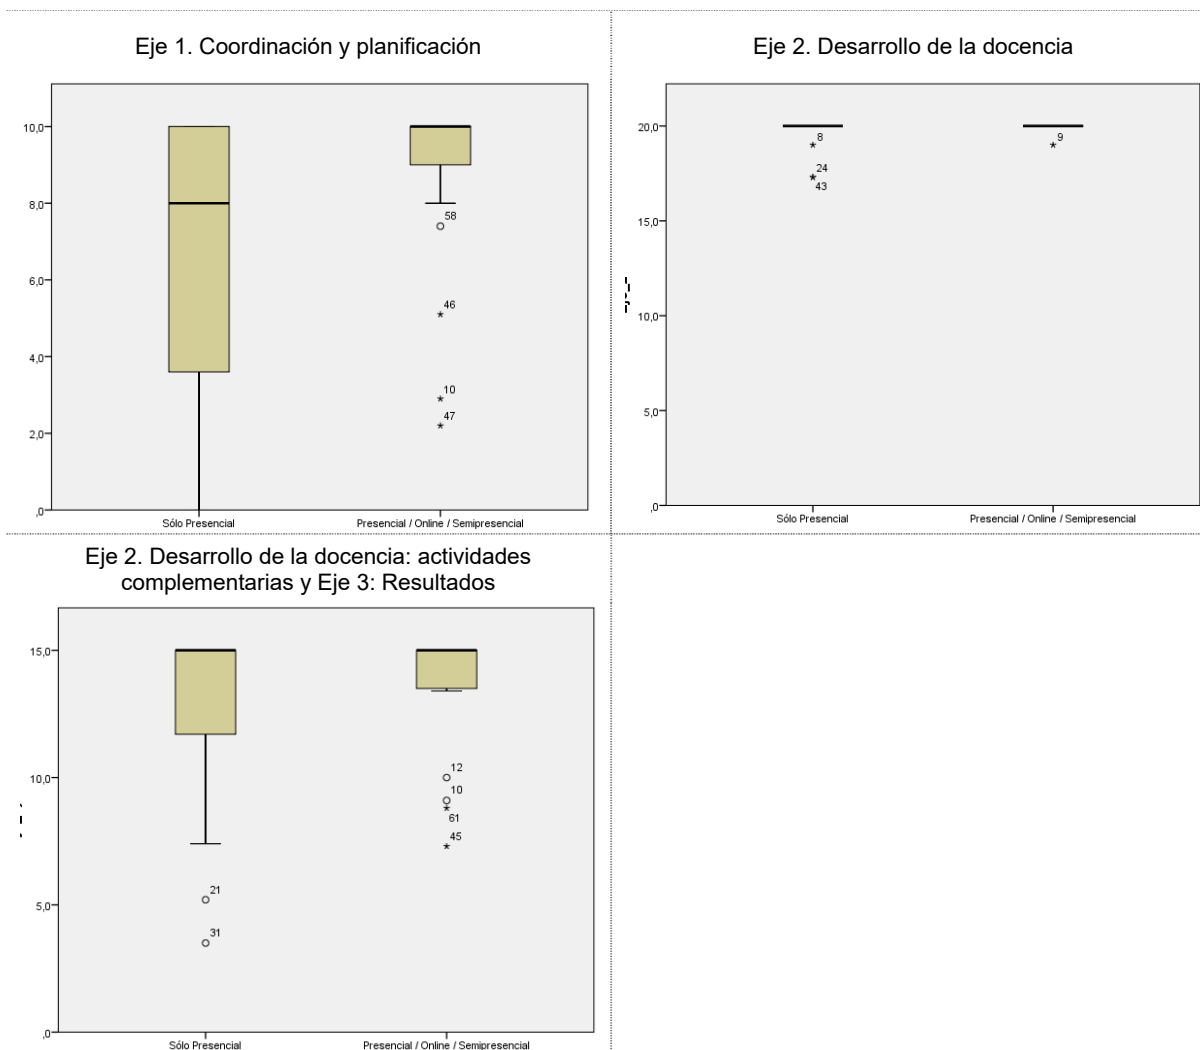 Eje 1. Coordinación y planificación
10,0
8,0
6,0
4,0
2,0
,0
58
46
10
47
Sólo Presencial
Presencial / Online / Semipresencial
Eje 2. Desarrollo de la docencia
20,0
15,0
10,0
5,0
,0
8
24
43
9
Sólo Presencial
Presencial / Online / Semipresencial
Eje 2. Desarrollo de la docencia: actividades
complementarias y Eje 3: Resultados
15,0
10,0
5,0
,0
21
31
12
10
61
45
Sólo Presencial
Presencial / Online / Semipresencial